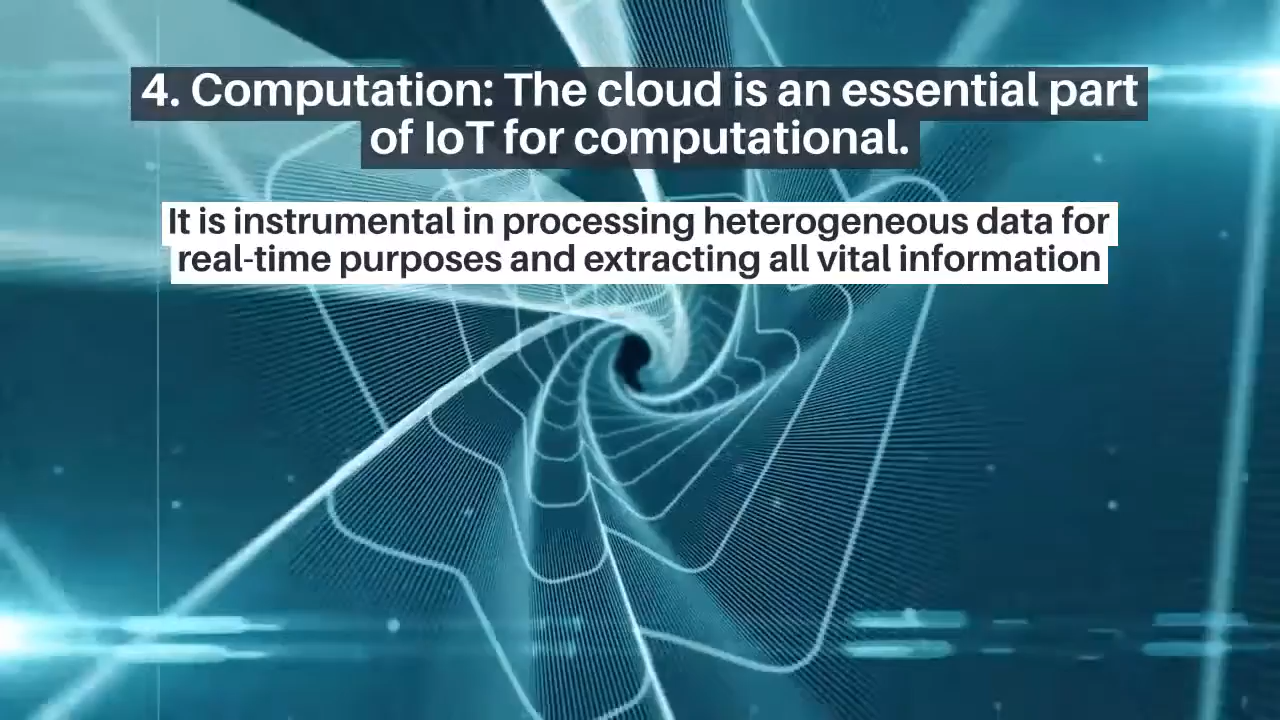 4. Computation: The cloud is an essential part
of IoT for computational.
It is instrumental in processing heterogeneous data for
real-time purposes and extracting all vital information